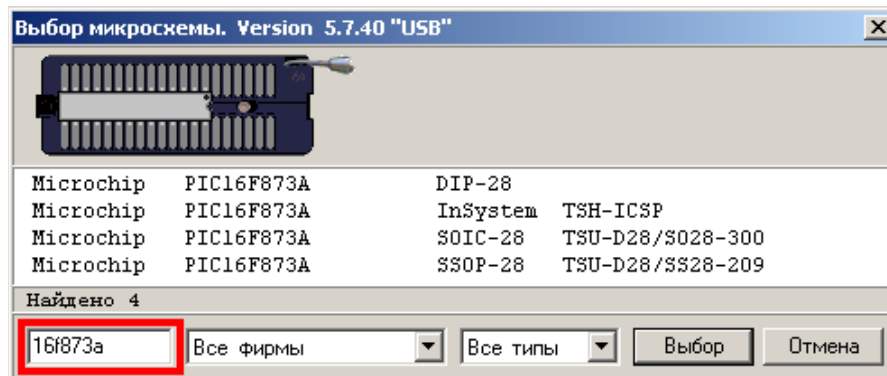 Выбор микросхемы. Version 5.7.40 "USB"
Microchip PIC16F873A DIP-28
Microchip PIC16F873A InSystem TSH-ICSP
Microchip PIC16F873A SOIC-28 TSU-D28/SO28-300
Microchip PIC16F873A SSOP-28 TSU-D28/SS28-209
Найдено 4
16f873a Все фирмы Все типы Выбор Отмена